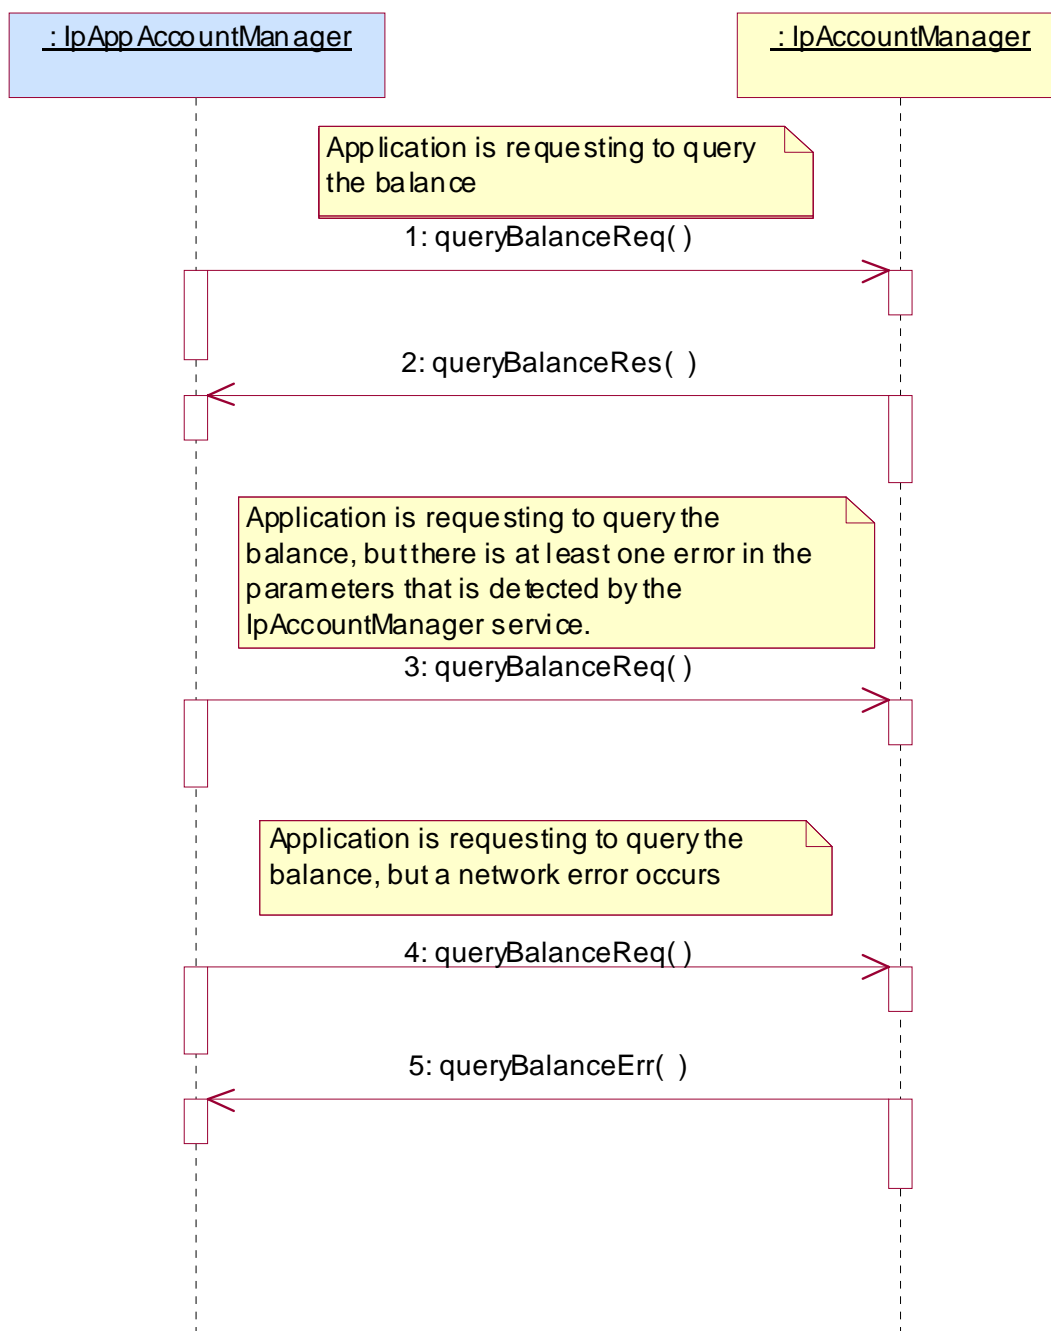 : IpAppAccountManager
: IpAccountManager
Application is requesting to query
the balance
1: queryBalanceReq( )
2: queryBalanceRes( )
Application is requesting to query the
balance, but there is at least one error in the
parameters that is detected by the
IpAccountManager service.
3: queryBalanceReq( )
Application is requesting to query the
balance, but a network error occurs
4: queryBalanceReq( )
5: queryBalanceErr( )